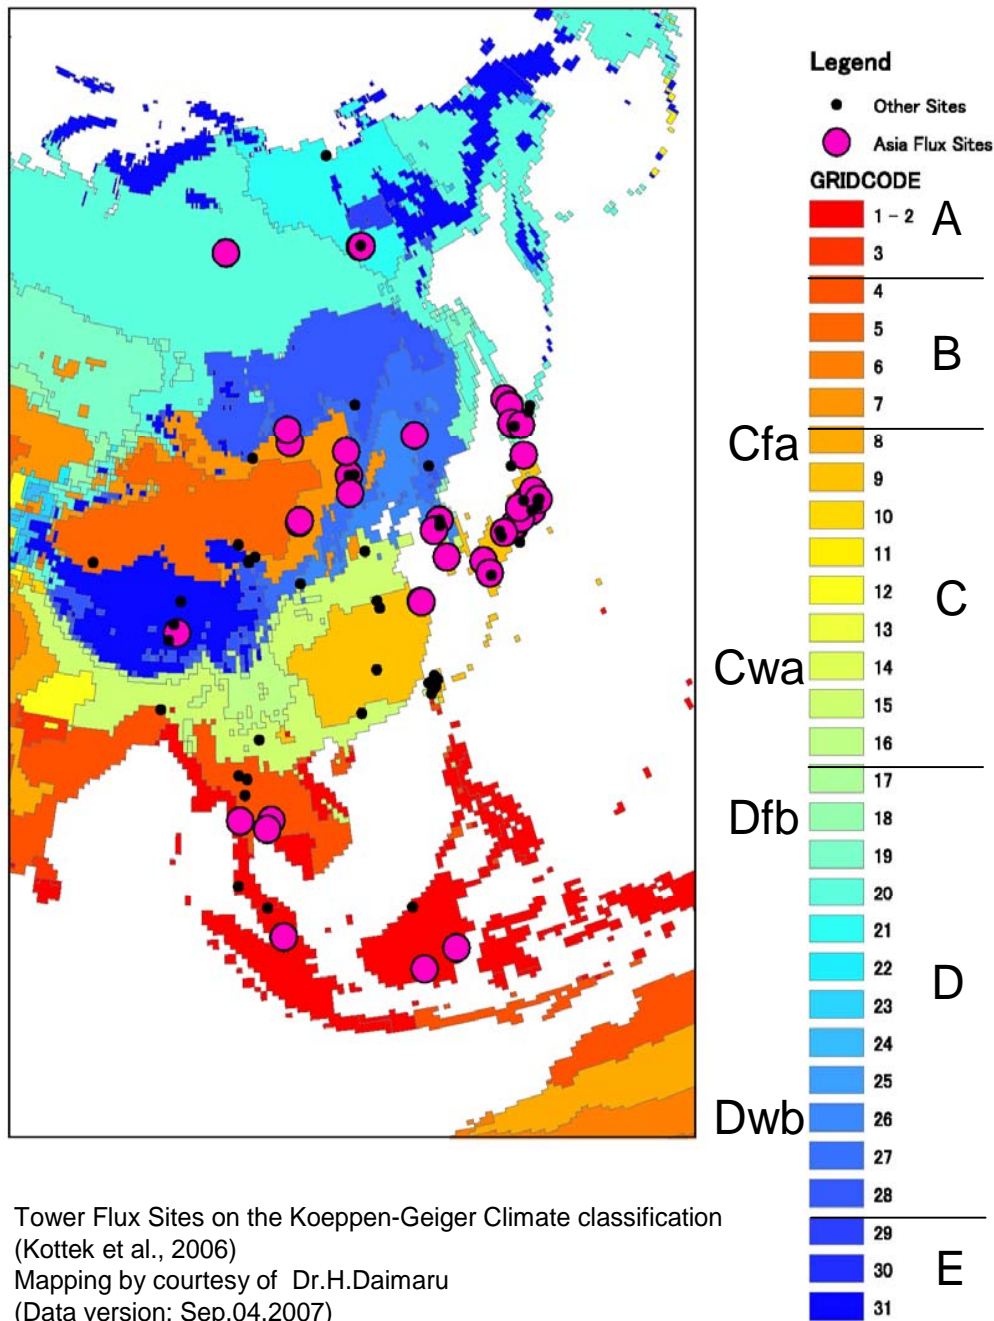 Legend
Other Sites
Asia Flux Sites
GRIDCODE
1 - 2 A
3
4
5
B
6
7
Cfa 8
9
10
11
12
C
13
Cwa 14
15
16
17
Dfb 18
19
20
21
22
D
23
24
25
Dwb 26
27
28
29
30 E
31
Tower Flux Sites on the Koeppen-Geiger Climate classification
(Kottek et al., 2006)
Mapping by courtesy of Dr.H.Daimaru
(Data version: Sep.04.2007)